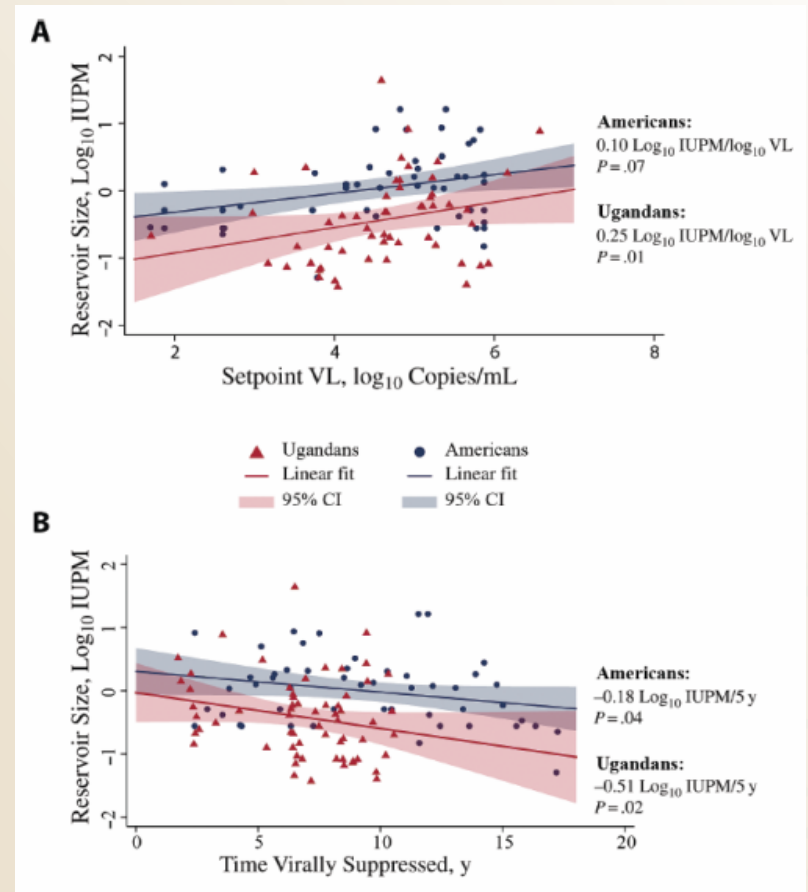 A
Reservoir Size, Log₁₀ IUPM
2
1
0
−1
−2
2 4 6 8
Setpoint VL, log₁₀ Copies/mL
Americans:
0.10 Log₁₀ IUPM/log₁₀ VL
P=.07
Ugandans:
0.25 Log₁₀ IUPM/log₁₀ VL
P=.01
Ugandans Americans
Linear fit Linear fit
95% CI 95% CI
B
Reservoir Size, Log₁₀ IUPM
2
1
0
−1
−2
0 5 10 15 20
Time Virally Suppressed, y
Americans:
−0.18 Log₁₀ IUPM/5 y
P=.04
Ugandans:
−0.51 Log₁₀ IUPM/5 y
P=.02